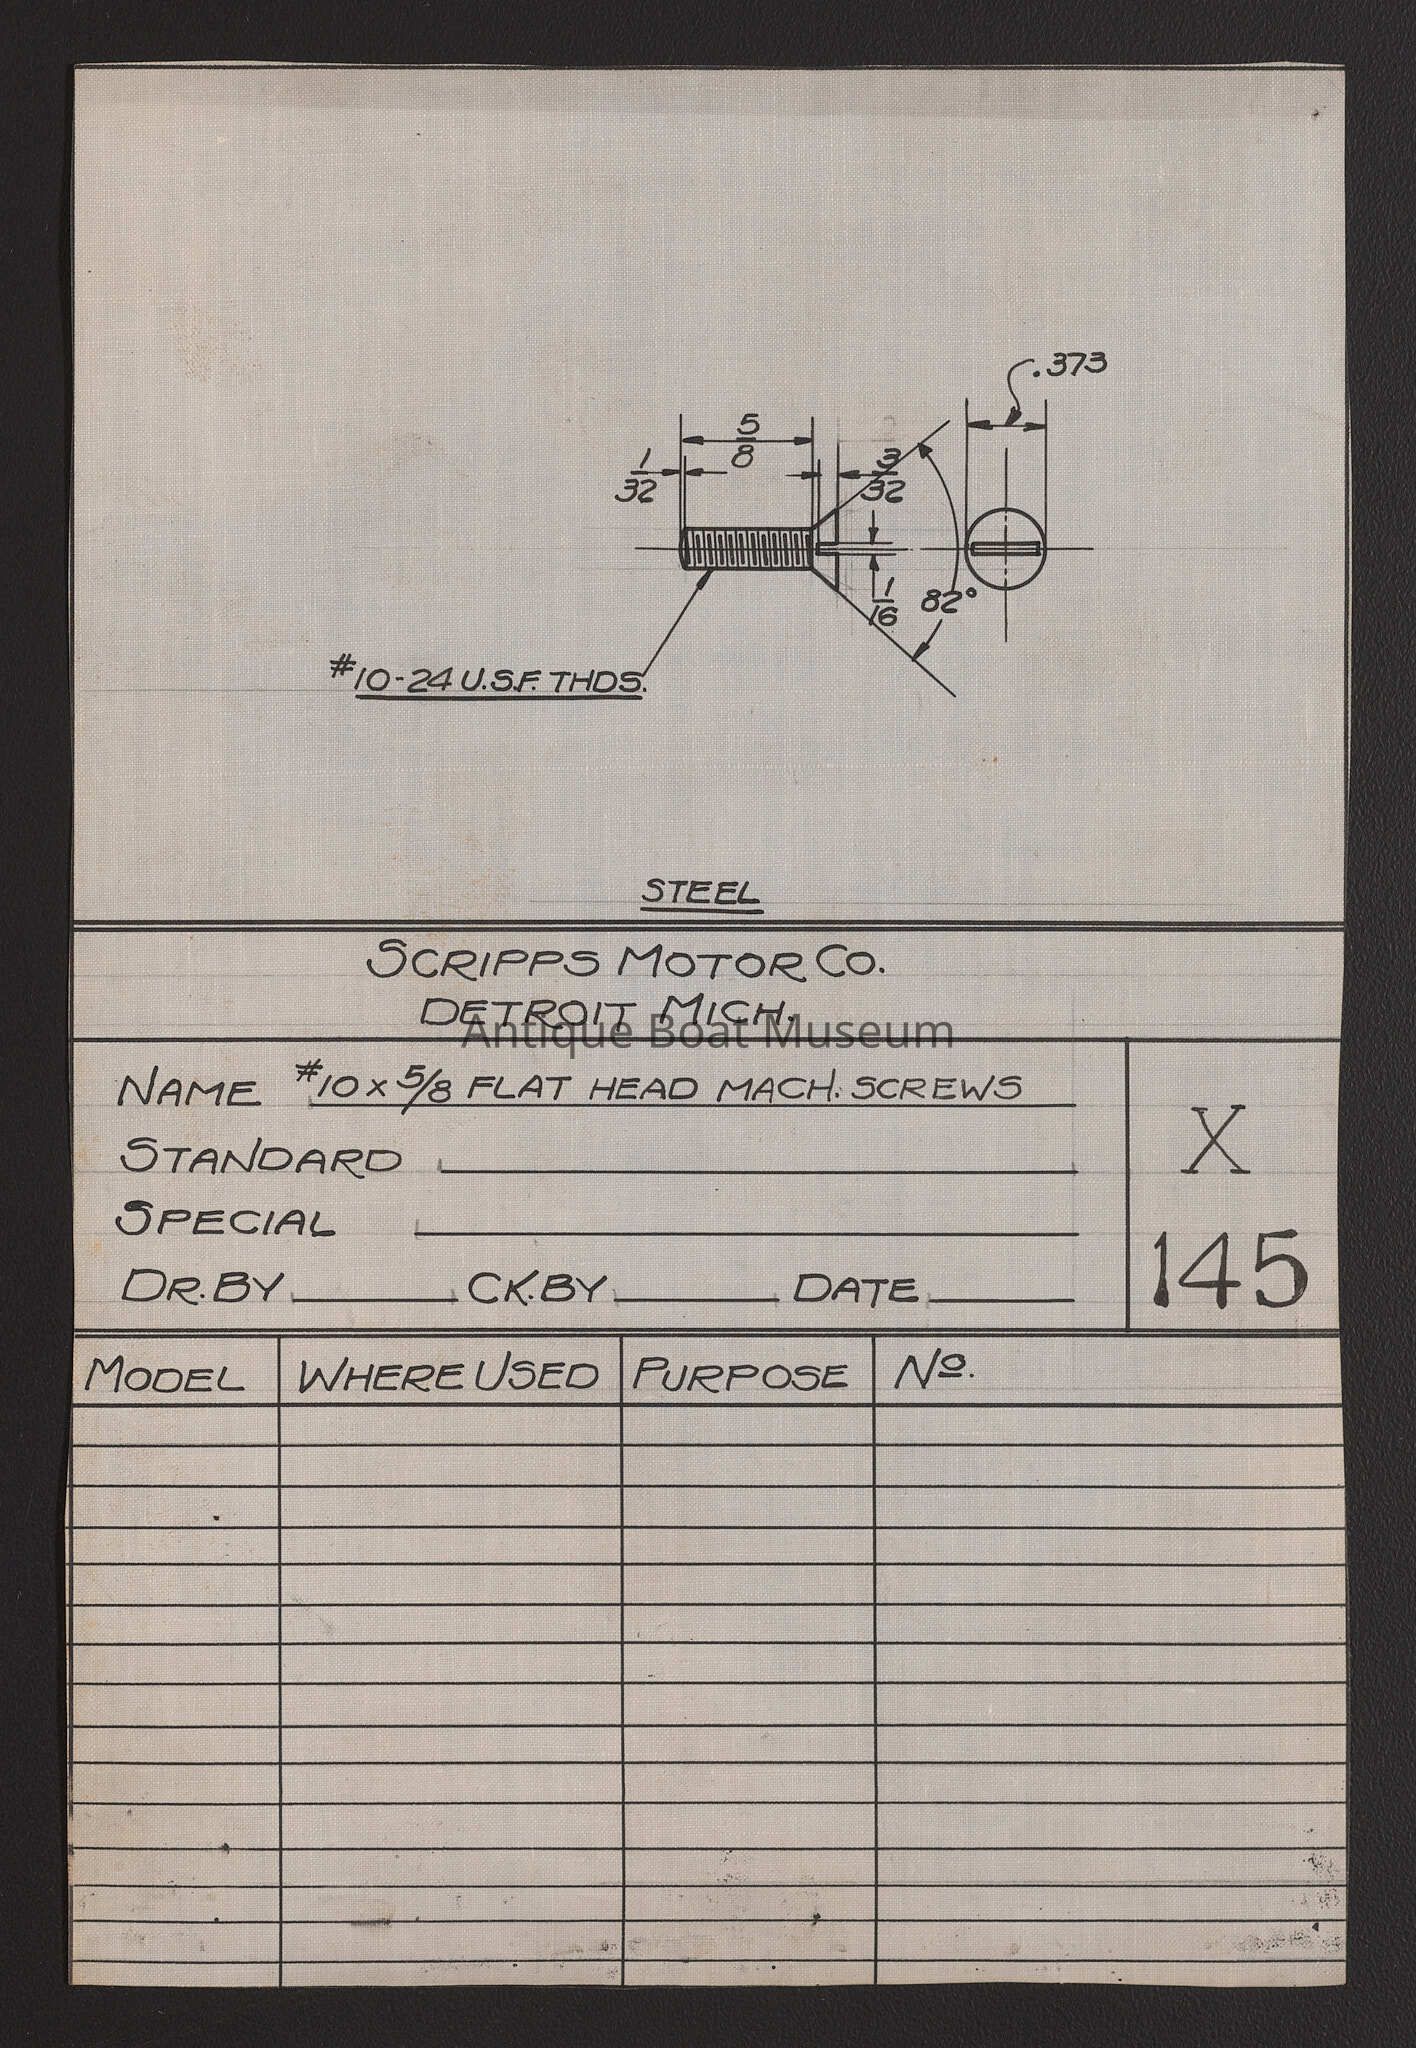 .373
5/8
1/32
3/32
1/16
82°
#10-24 U.S.F. THDS.
STEEL
SCRIPPS MOTOR CO.
DETROIT MICH.
Antique Boat Museum
NAME #10 x 5/8 FLAT HEAD MACH. SCREWS
STANDARD
SPECIAL
DR. BY CK. BY DATE
X
145
MODEL WHERE USED PURPOSE No.